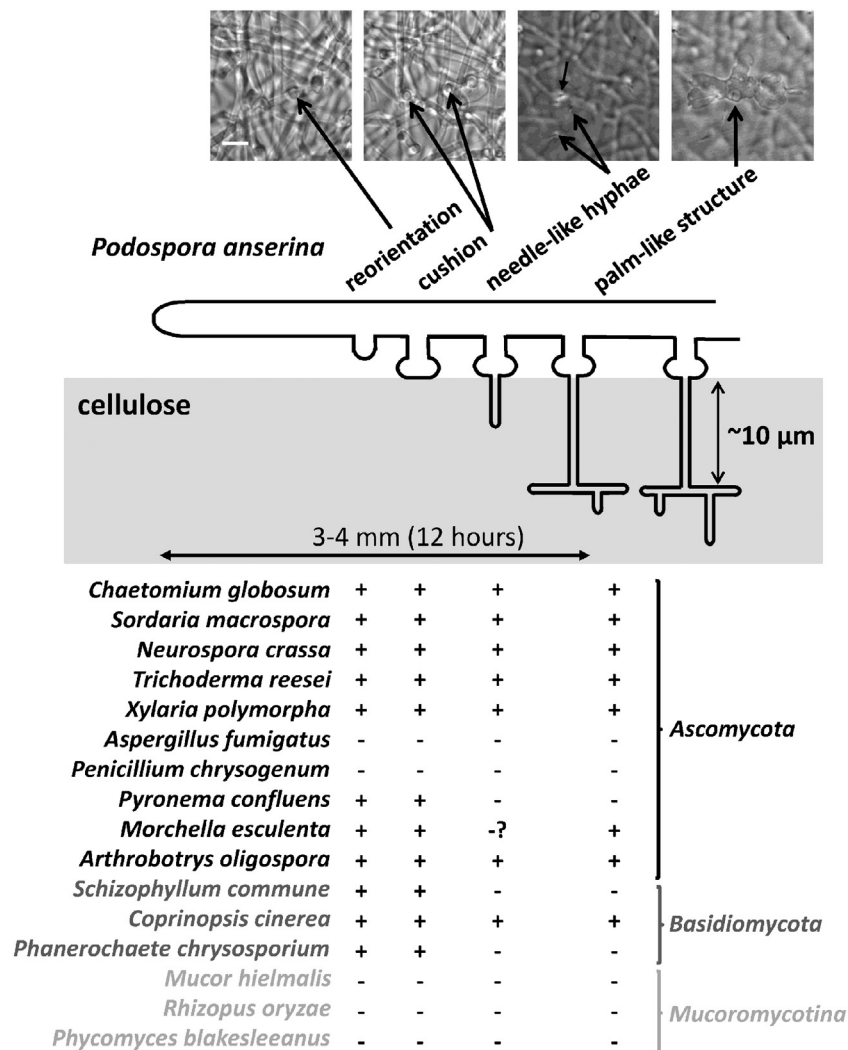 Podospora anserina
reorientation
cushion
needle-like hyphae
palm-like structure
cellulose
~10 µm
3-4 mm (12 hours)
Chaetomium globosum + + + +
Sordaria macrospora + + + +
Neurospora crassa + + + +
Trichoderma reesei + + + +
Xylaria polymorpha + + + +
Aspergillus fumigatus - - - -
Penicillium chrysogenum - - - -
Pyronema confluens + + - -
Morchella esculenta + + -? +
Arthrobotrys oligospora + + + +
Ascomycota
Schizophyllum commune + + - -
Coprinopsis cinerea + + + +
Phanerochaete chrysosporium + + - -
Basidiomycota
Mucor hielmalis - - - -
Rhizopus oryzae - - - -
Phycomyces blakesleeanus - - - -
Mucoromycotina